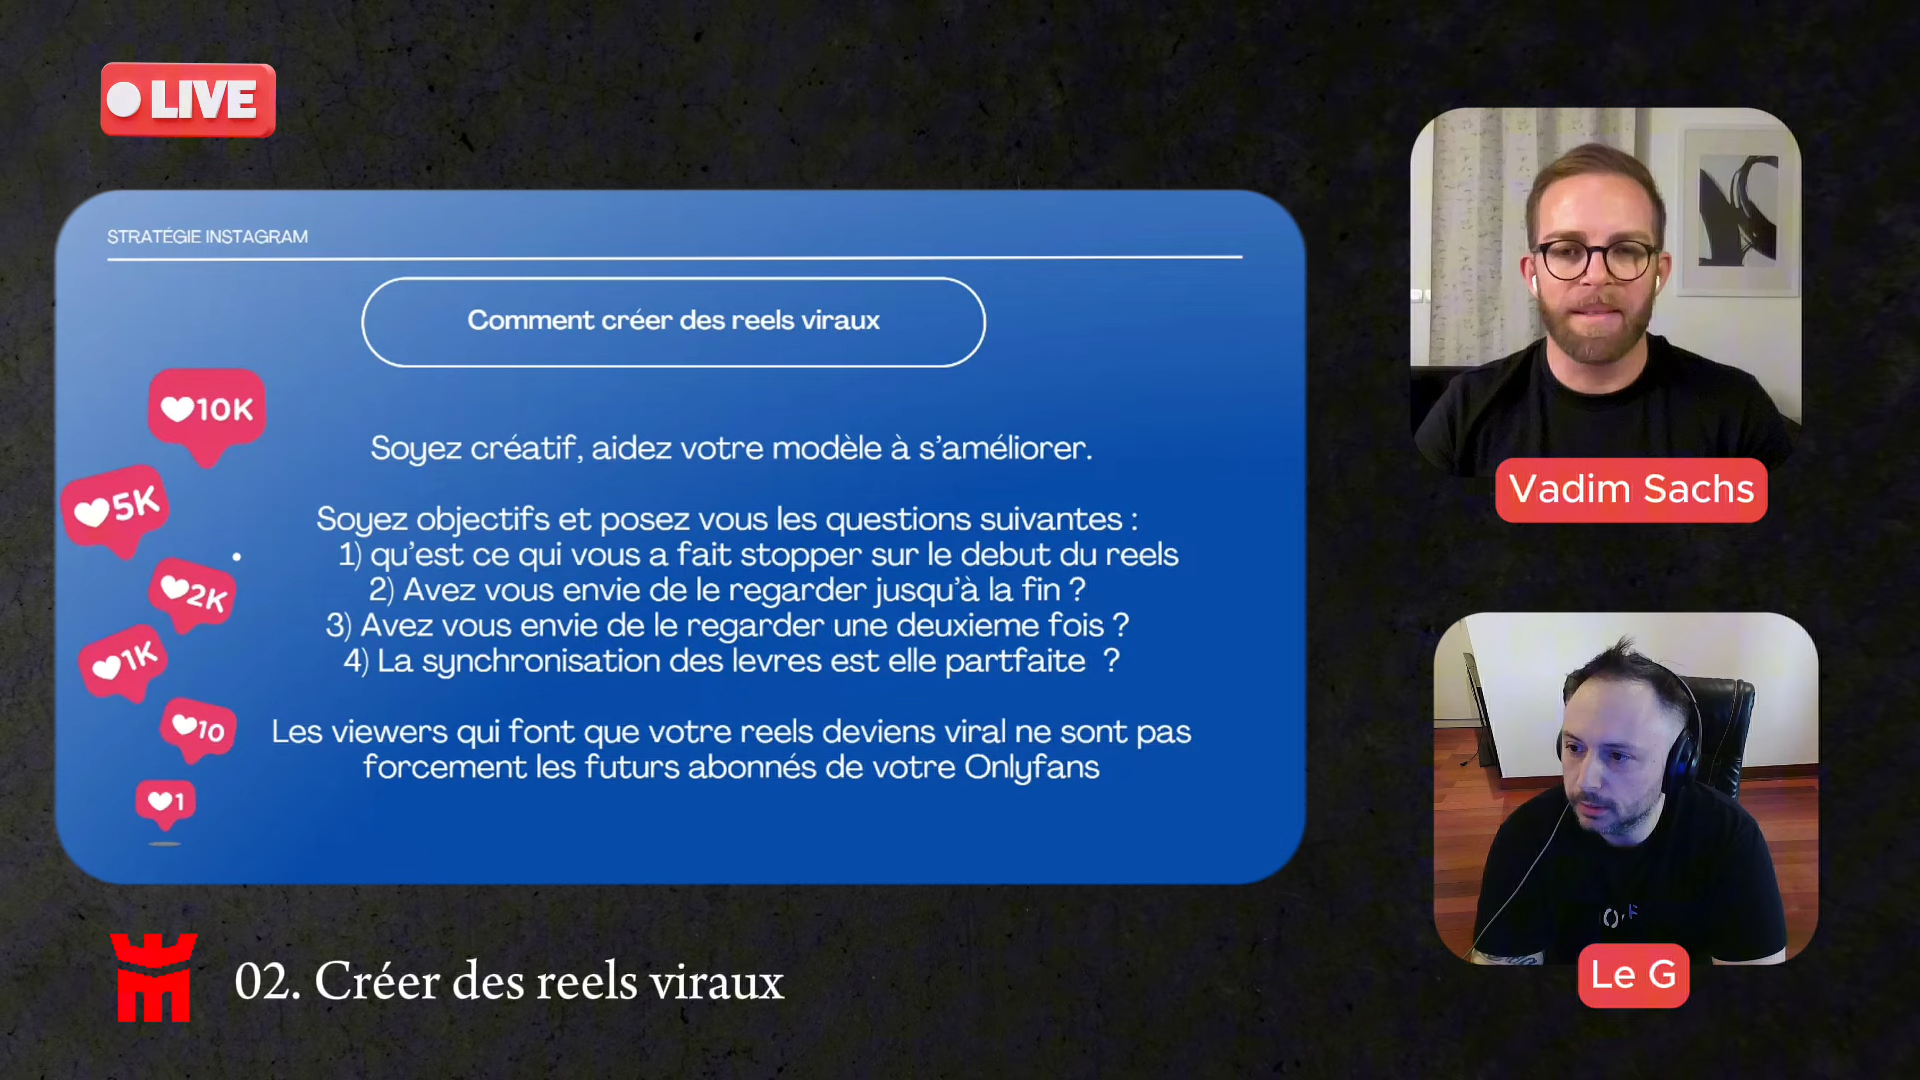 LIVE
STRATÉGIE INSTAGRAM
Comment créer des reels viraux
10K
5K
2K
1K
10
1
Soyez créatif, aidez votre modèle à s'améliorer.
Soyez objectifs et posez vous les questions suivantes :
1) qu'est ce qui vous a fait stopper sur le debut du reels
2) Avez vous envie de le regarder jusqu'à la fin ?
3) Avez vous envie de le regarder une deuxieme fois ?
4) La synchronisation des levres est elle partfaite ?
Les viewers qui font que votre reels deviens viral ne sont pas
forcement les futurs abonnés de votre Onlyfans
Vadim Sachs
Le G
02. Créer des reels viraux